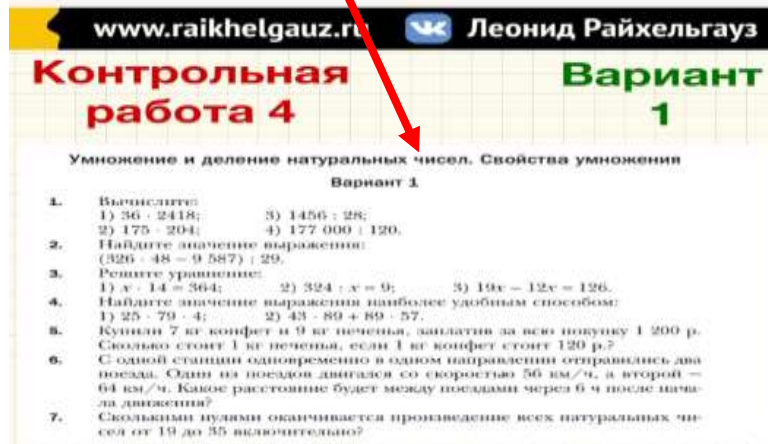 www.raikhelgauz.ru Леонид Райхельгауз
Контрольная Вариант
работа 4 1
Умножение и деление натуральных чисел. Свойства умножения
Вариант 1
1. Вычислите:
1) 36 · 2418; 3) 1456 : 28;
2) 175 · 204; 4) 177 000 : 120.
2. Найдите значение выражения:
(326 · 48 – 9 587) : 29.
3. Решите уравнение:
1) x · 14 = 364; 2) 324 : x = 9; 3) 19x – 12x = 126.
4. Найдите значение выражения наиболее удобным способом:
1) 25 · 79 · 4; 2) 43 · 89 + 89 · 57.
5. Купили 7 кг конфет и 9 кг печенья, заплатив за всю покупку 1 200 р.
Сколько стоит 1 кг печенья, если 1 кг конфет стоит 120 р.?
6. С одной станции одновременно в одном направлении отправились два
поезда. Один из поездов двигался со скоростью 56 км/ч, а второй –
64 км/ч. Какое расстояние будет между поездами через 6 ч после нача-
ла движения?
7. Сколькими нулями оканчивается произведение всех натуральных чи-
сел от 19 до 35 включительно?